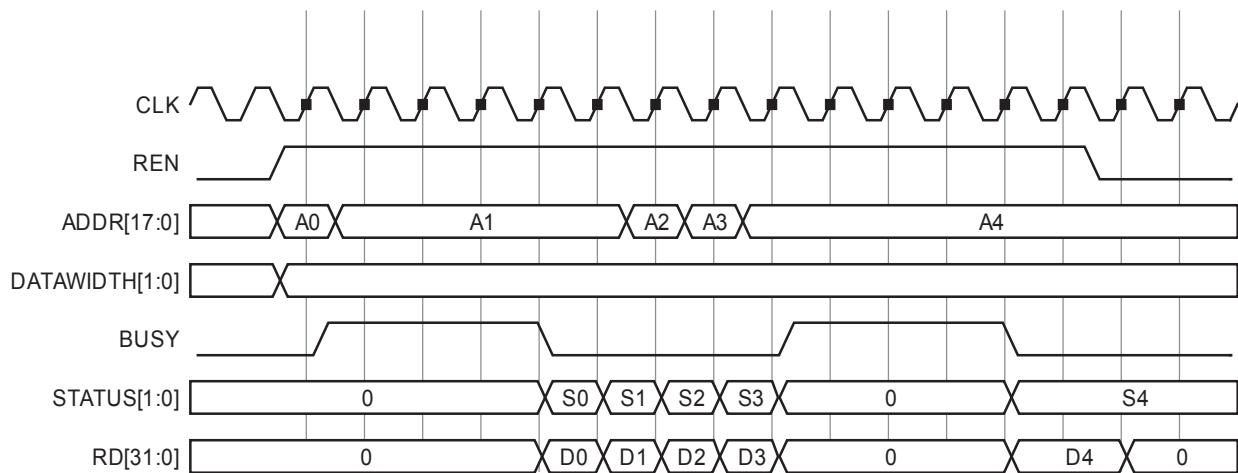 CLK
REN
ADDR[17:0] A0 A1 A2 A3 A4
DATAWIDTH[1:0]
BUSY
STATUS[1:0] 0 S0 S1 S2 S3 0 S4
RD[31:0] 0 D0 D1 D2 D3 0 D4 0